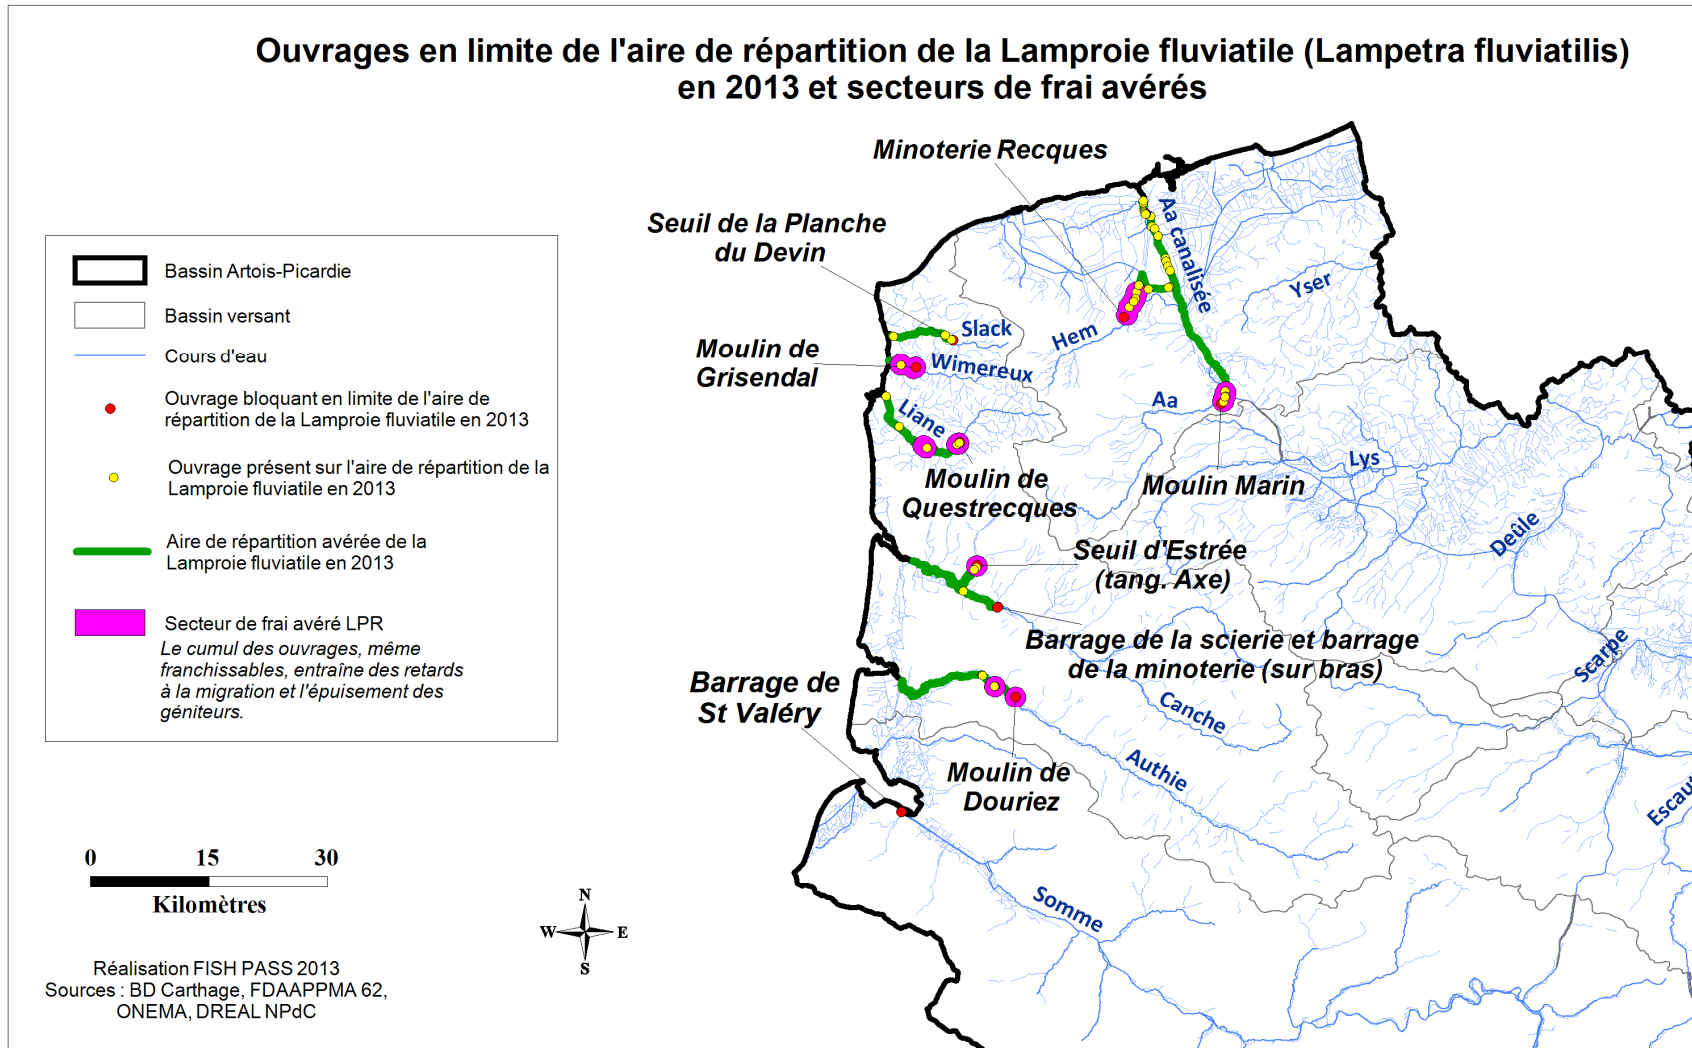 Ouvrages en limite de l'aire de répartition de la Lamproie fluviatile (Lampetra fluviatilis)
en 2013 et secteurs de frai avérés
Minoterie Recques
Seuil de la Planche
du Devin
Moulin de
Grisendal
Slack
Wimereux
Liane
Hem
Aa canalisée
Yser
Aa
Lys
Deûle
Scarpe
Moulin de
Questrecques
Moulin Marin
Seuil d'Estrée
(tang. Axe)
Barrage de la scierie et barrage
de la minoterie (sur bras)
Barrage de
St Valéry
Canche
Authie
Moulin de
Douriez
Somme
Escaut
Bassin Artois-Picardie
Bassin versant
Cours d'eau
Ouvrage bloquant en limite de l'aire de
répartition de la Lamproie fluviatile en 2013
Ouvrage présent sur l'aire de répartition de la
Lamproie fluviatile en 2013
Aire de répartition avérée de la
Lamproie fluviatile en 2013
Secteur de frai avéré LPR
Le cumul des ouvrages, même
franchissables, entraîne des retards
à la migration et l'épuisement des
géniteurs.
0 15 30
Kilomètres
N
W E
S
Réalisation FISH PASS 2013
Sources : BD Carthage, FDAAPPMA 62,
ONEMA, DREAL NPdC